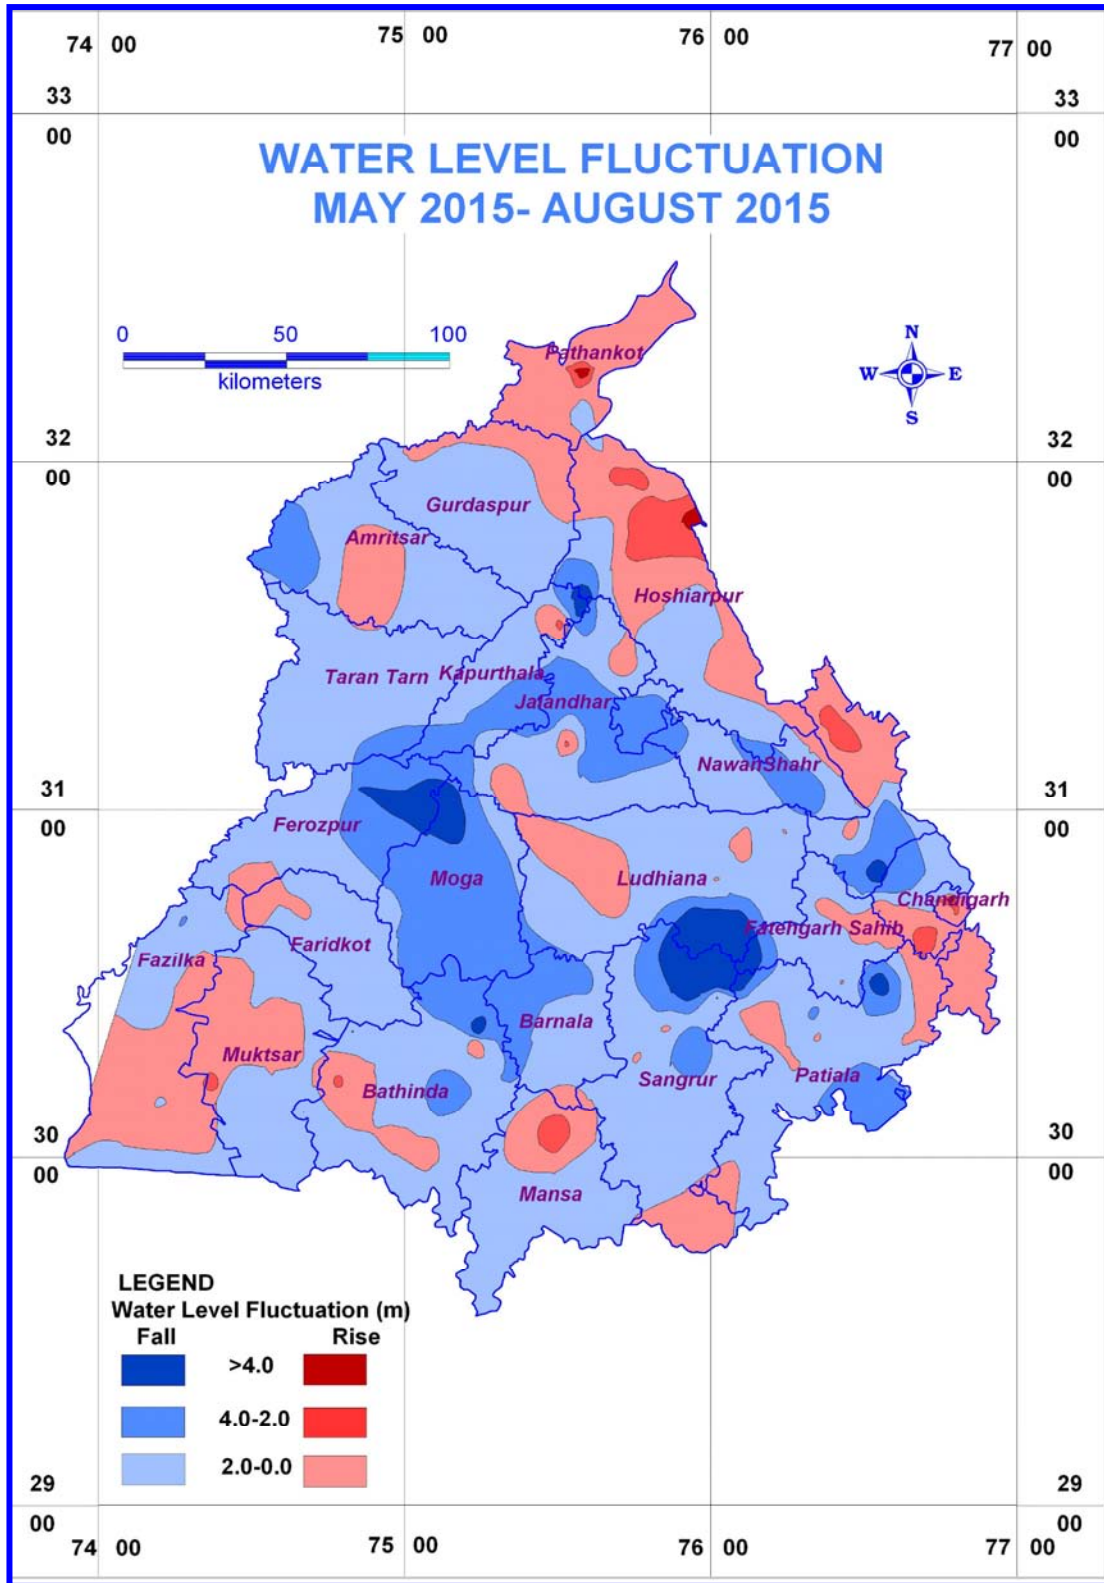 74 00 75 00 76 00 77 00
33 00 33 00
WATER LEVEL FLUCTUATION
MAY 2015- AUGUST 2015
0 50 100
kilometers
N
W E
S
Pathankot
32 00 32 00
Gurdaspur
Amritsar
Hoshiarpur
Taran Tarn Kapurthala
Jalandhar
NawanShahr
31 00 31 00
Ferozpur
Moga Ludhiana
Chandigarh
Fatehgarh Sahib
Faridkot
Fazilka
Barnala
Muktsar
Sangrur Patiala
Bathinda
30 00 30 00
Mansa
LEGEND
Water Level Fluctuation (m)
Fall Rise
>4.0
4.0-2.0
2.0-0.0
29 00 29 00
74 00 75 00 76 00 77 00